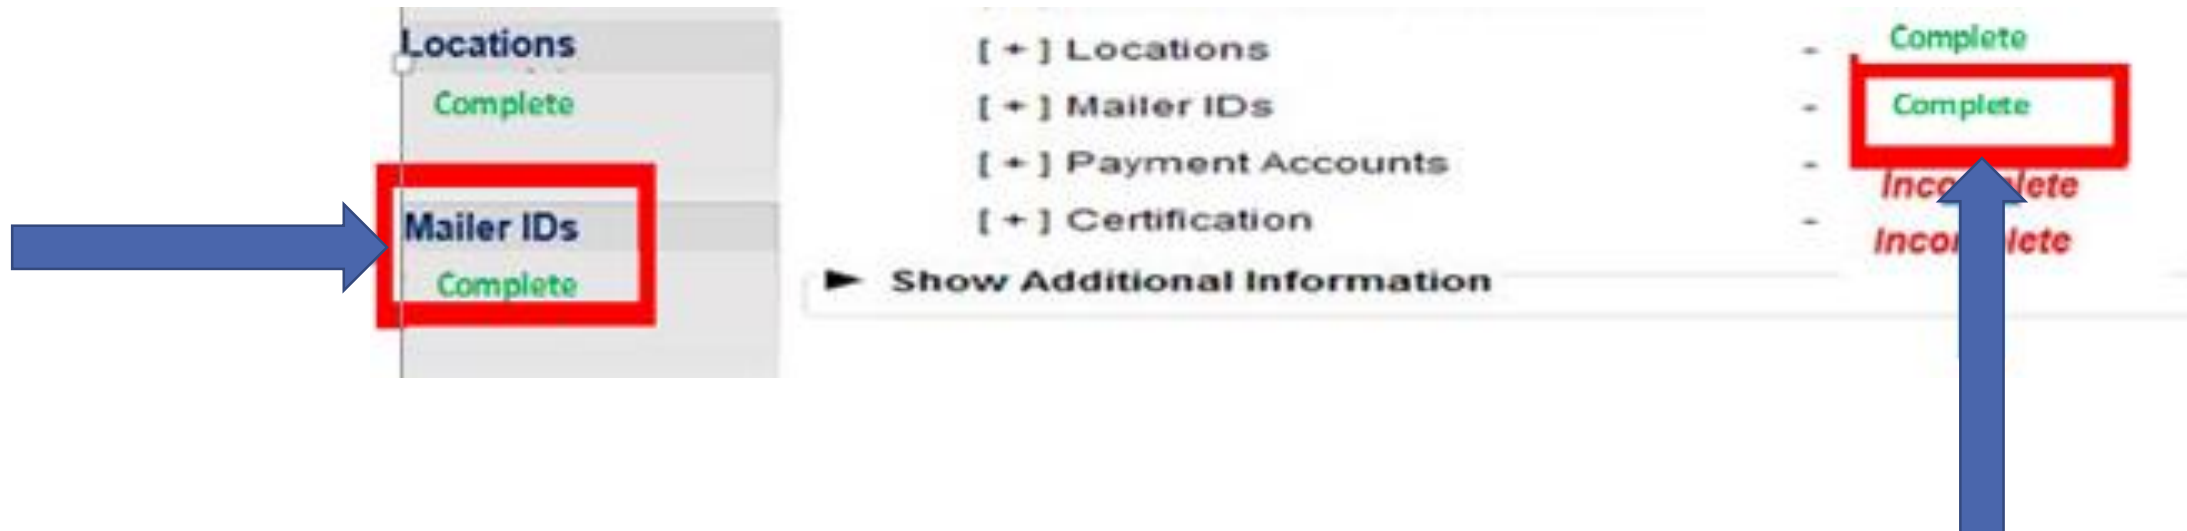 Locations
Complete
Mailer IDs
Complete
[ + ] Locations - Complete
[ + ] Mailer IDs - Complete
[ + ] Payment Accounts -
[ + ] Certification -
► Show Additional Information